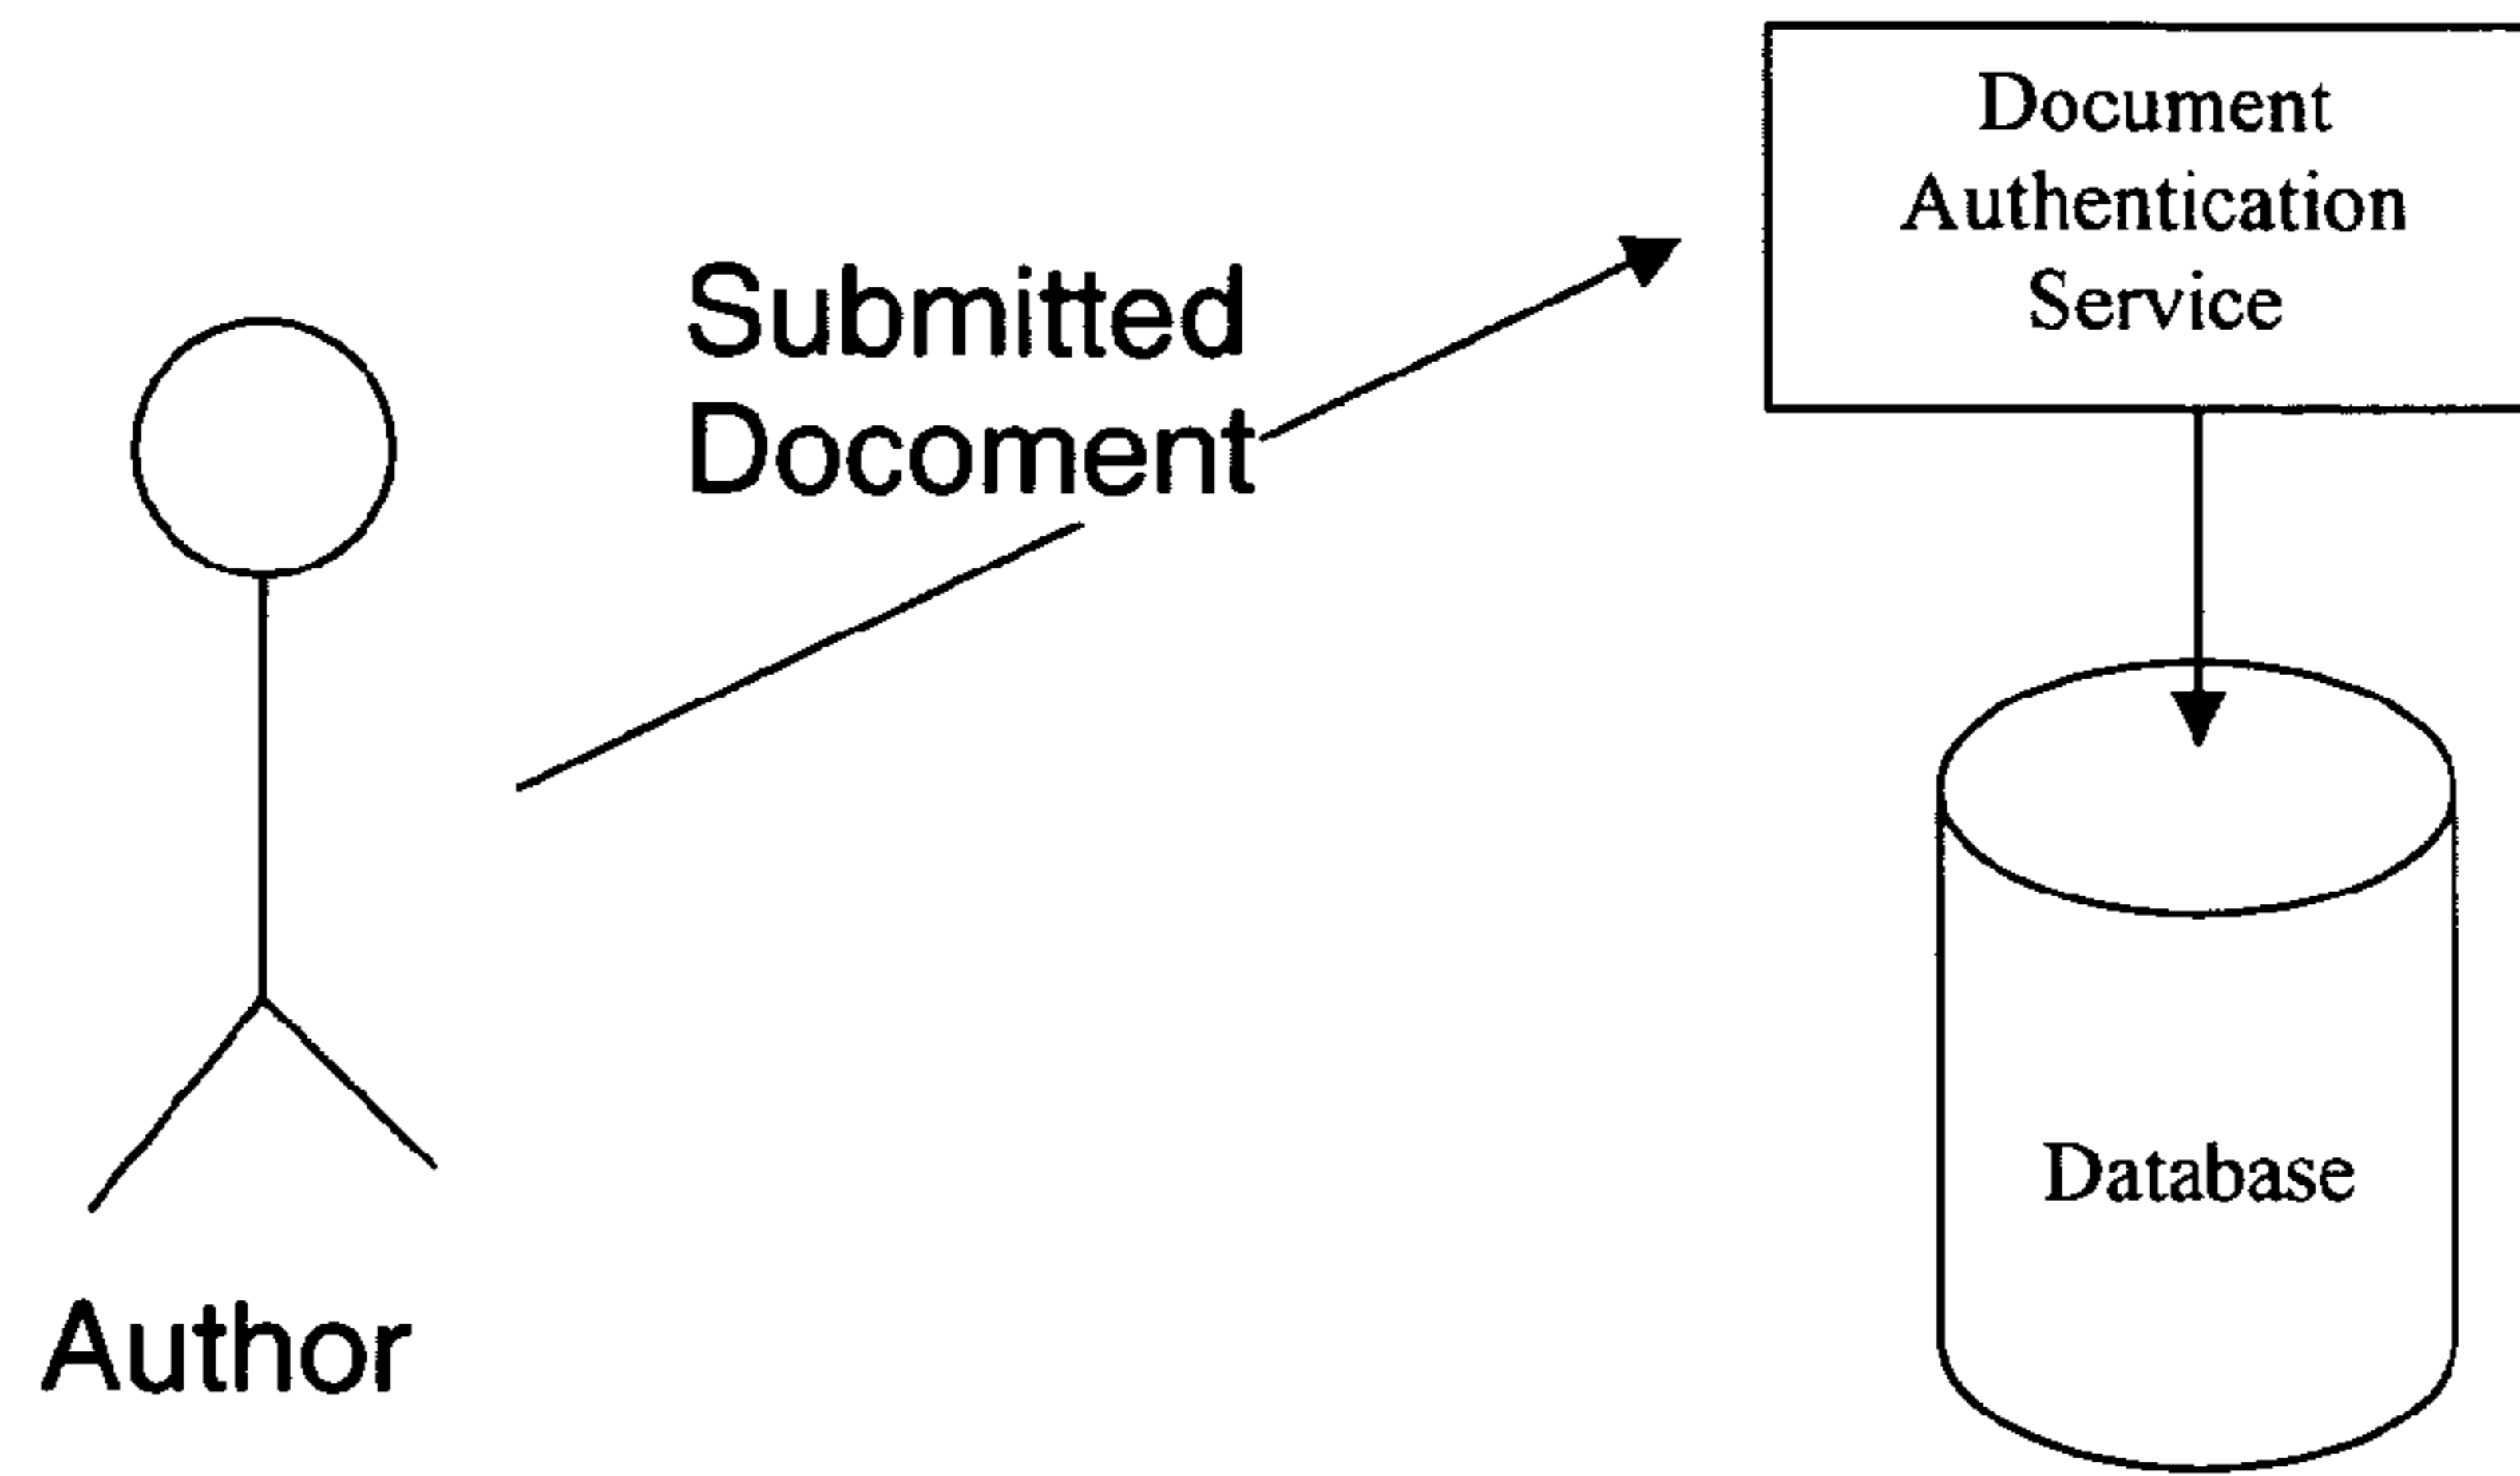 Document
Authentication
Service
Submitted
Docoment
Database
Author